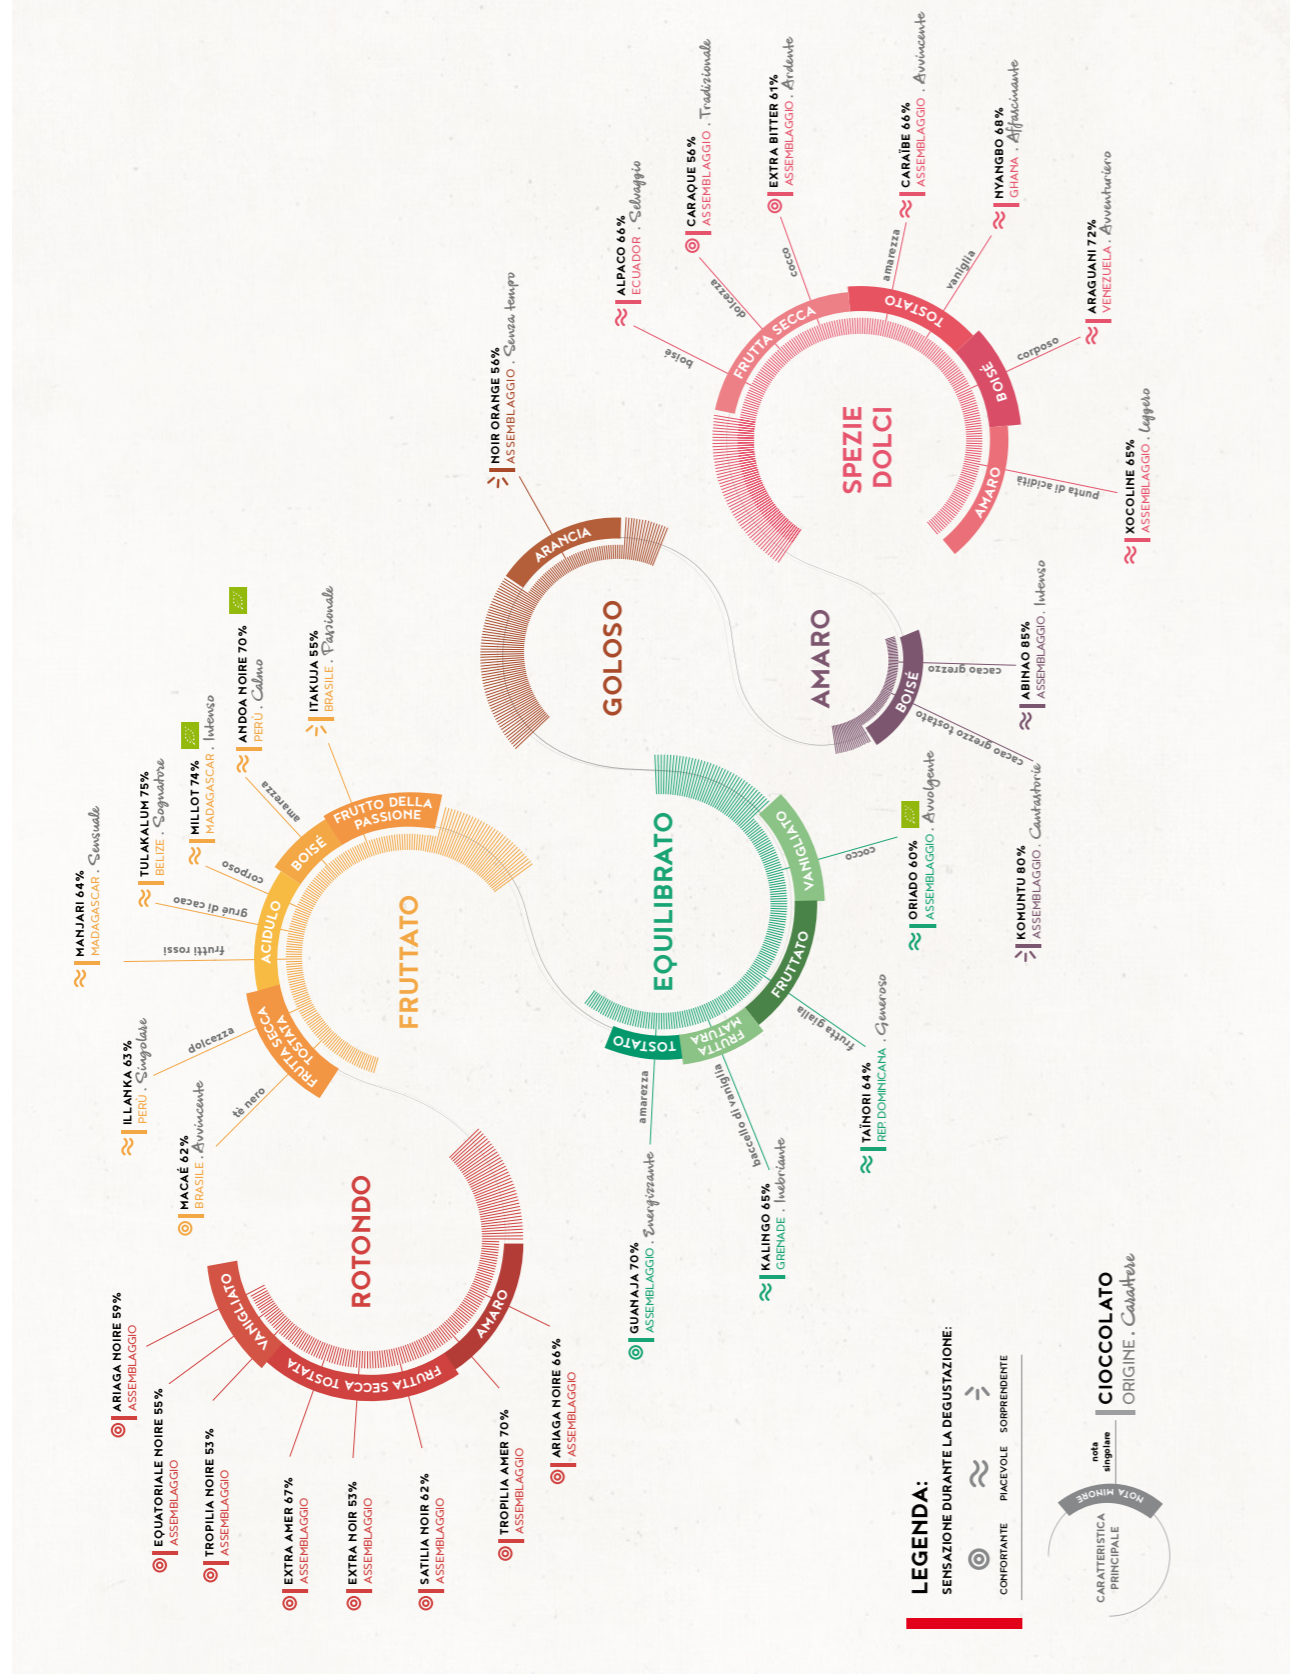 ROTONDO
VANIGLIATO
ARIAGA NOIRE 59%
ASSEMBLAGGIO
EQUATORIALE NOIRE 55%
ASSEMBLAGGIO
TROPILIA NOIRE 53%
ASSEMBLAGGIO
FRUTTA SECCA TOSTATA
EXTRA AMER 67%
ASSEMBLAGGIO
EXTRA NOIR 53%
ASSEMBLAGGIO
SATILIA NOIR 62%
ASSEMBLAGGIO
AMARO
TROPILIA AMER 70%
ASSEMBLAGGIO
ARIAGA NOIRE 66%
ASSEMBLAGGIO
FRUTTATO
FRUTTA SECCA
TOSTATA
tè nero
MACAÉ 62%
BRASILE . Avvincente
dolcezza
ILLANKA 63%
PERÙ . Singolare
ACIDULO
frutti rossi
MANJARI 64%
MADAGASCAR . Sensuale
grué di cacao
TULAKALUM 75%
BELIZE . Sognatore
corposo
MILLOT 74%
MADAGASCAR . Intenso
BOISÉ
amarezza
ANDOA NOIRE 70%
PERÙ . Calmo
FRUTTO DELLA
PASSIONE
ITAKUJA 55%
BRASILE . Passionale
EQUILIBRATO
TOSTATO
amarezza
GUANAJA 70%
ASSEMBLAGGIO . Energizzante
FRUTTA
MATURA
baccello di vaniglia
KALINGO 65%
GRENADE . Inebriante
FRUTTATO
frutta gialla
TAÏNORI 64%
REP. DOMINICANA . Generoso
VANIGLIATO
cocco
ORIADO 60%
ASSEMBLAGGIO . Avvolgente
GOLOSO
ARANCIA
NOIR ORANGE 56%
ASSEMBLAGGIO . Senza tempo
AMARO
BOISÉ
cacao grezzo tostato
KOMUNTU 80%
ASSEMBLAGGIO . Cantastorie
cacao grezzo
ABINAO 85%
ASSEMBLAGGIO . Intenso
SPEZIE
DOLCI
FRUTTA SECCA
boisé
ALPACO 66%
ECUADOR . Selvaggio
dolcezza
CARAQUE 56%
ASSEMBLAGGIO . Tradizionale
cocco
EXTRA BITTER 61%
ASSEMBLAGGIO . Ardente
TOSTATO
amarezza
CARAÏBE 66%
ASSEMBLAGGIO . Avvincente
vaniglia
NYANGBO 68%
GHANA . Affascinante
BOISÉ
corposo
ARAGUANI 72%
VENEZUELA . Avventuriero
AMARO
punta di acidità
XOCOLINE 65%
ASSEMBLAGGIO . Leggero
LEGENDA:
SENSAZIONE DURANTE LA DEGUSTAZIONE:
CONFORTANTE
PIACEVOLE
SORPRENDENTE
CARATTERISTICA
PRINCIPALE
NOTA MINORE
nota
singolare
CIOCCCOLATO
ORIGINE . Carattere